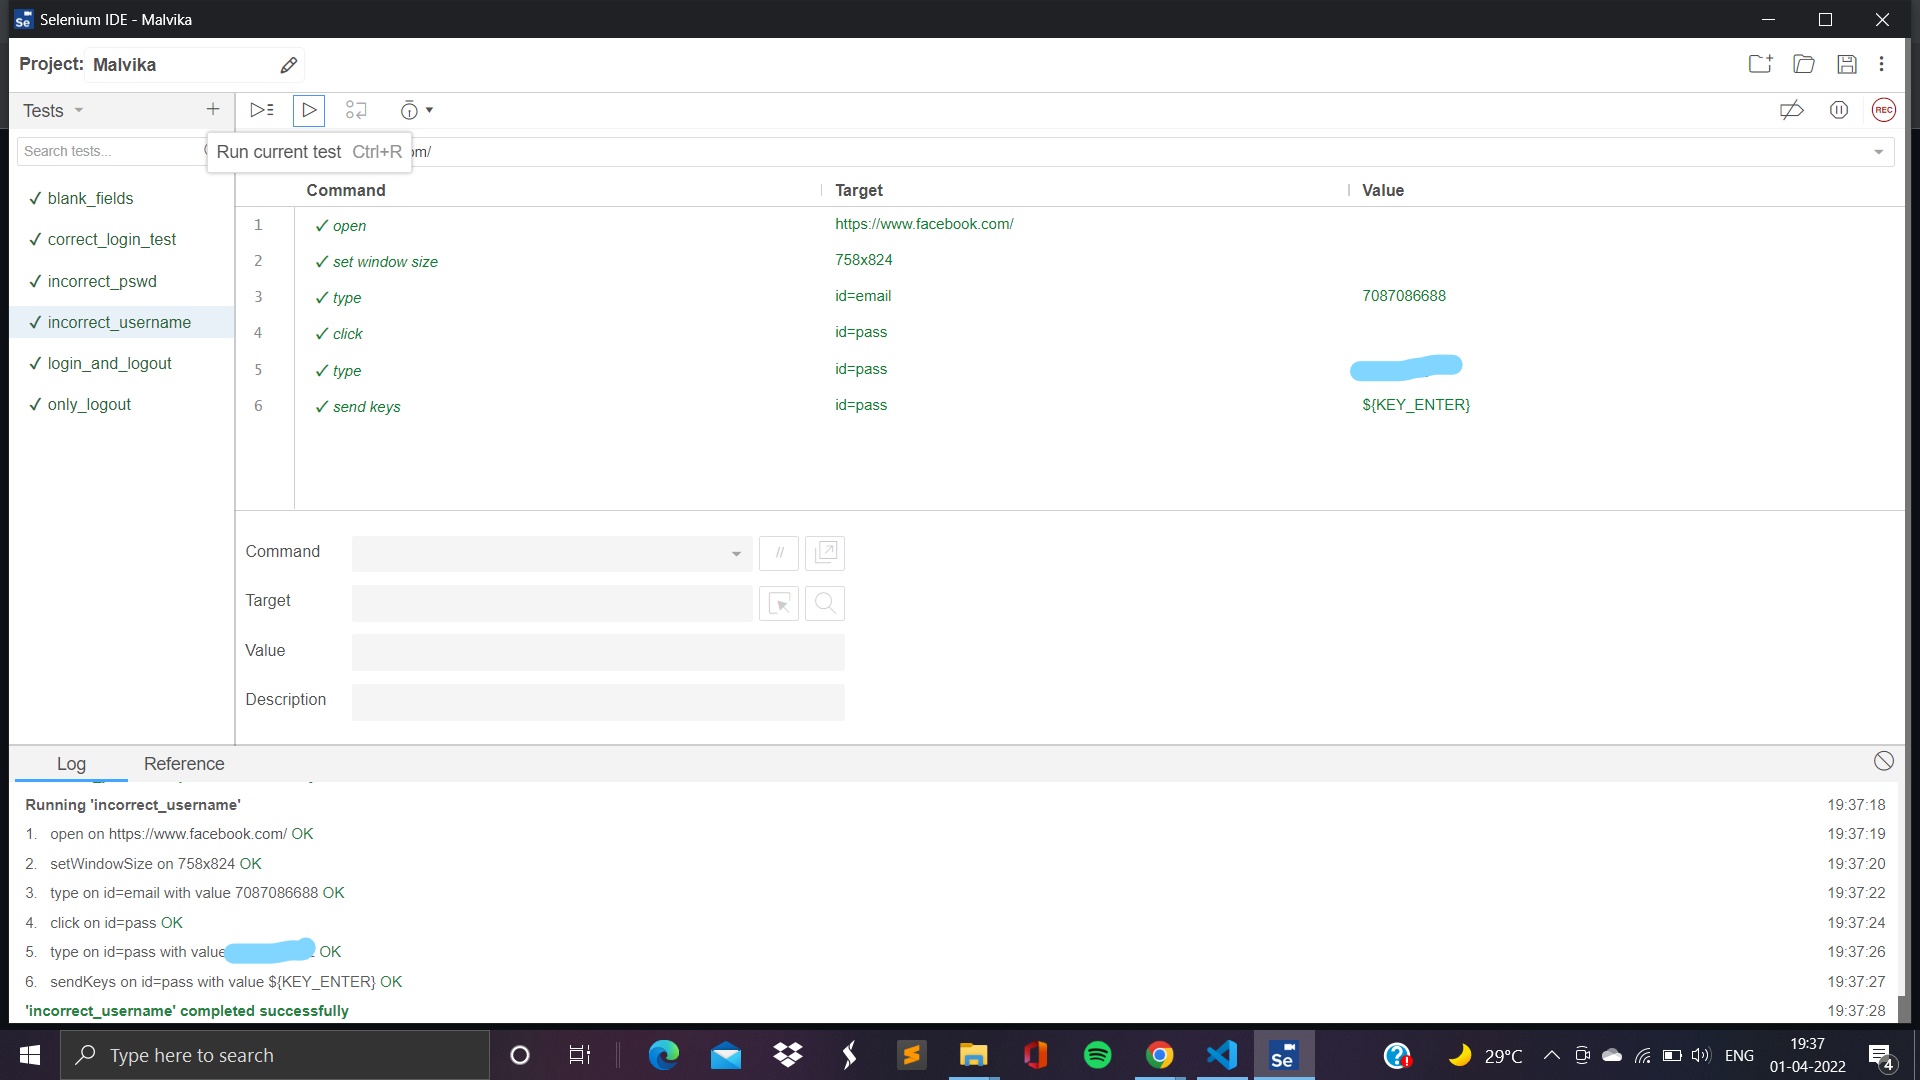 Selenium IDE - Malvika
Project: Malvika
Tests
Run current test Ctrl+R
om/
Search tests...
Command Target Value
blank_fields
correct_login_test
incorrect_pswd
incorrect_username
login_and_logout
only_logout
1 open https://www.facebook.com/
2 set window size 758x824
3 type id=email 7087086688
4 click id=pass
5 type id=pass
6 send keys id=pass ${KEY_ENTER}
Command //
Target
Value
Description
Log Reference
Running 'incorrect_username' 19:37:18
1. open on https://www.facebook.com/ OK 19:37:19
2. setWindowSize on 758x824 OK 19:37:20
3. type on id=email with value 7087086688 OK 19:37:22
4. click on id=pass OK 19:37:24
5. type on id=pass with value OK 19:37:26
6. sendKeys on id=pass with value ${KEY_ENTER} OK 19:37:27
'incorrect_username' completed successfully 19:37:28
REC
Type here to search
Se
29°C
ENG
19:37
01-04-2022
4